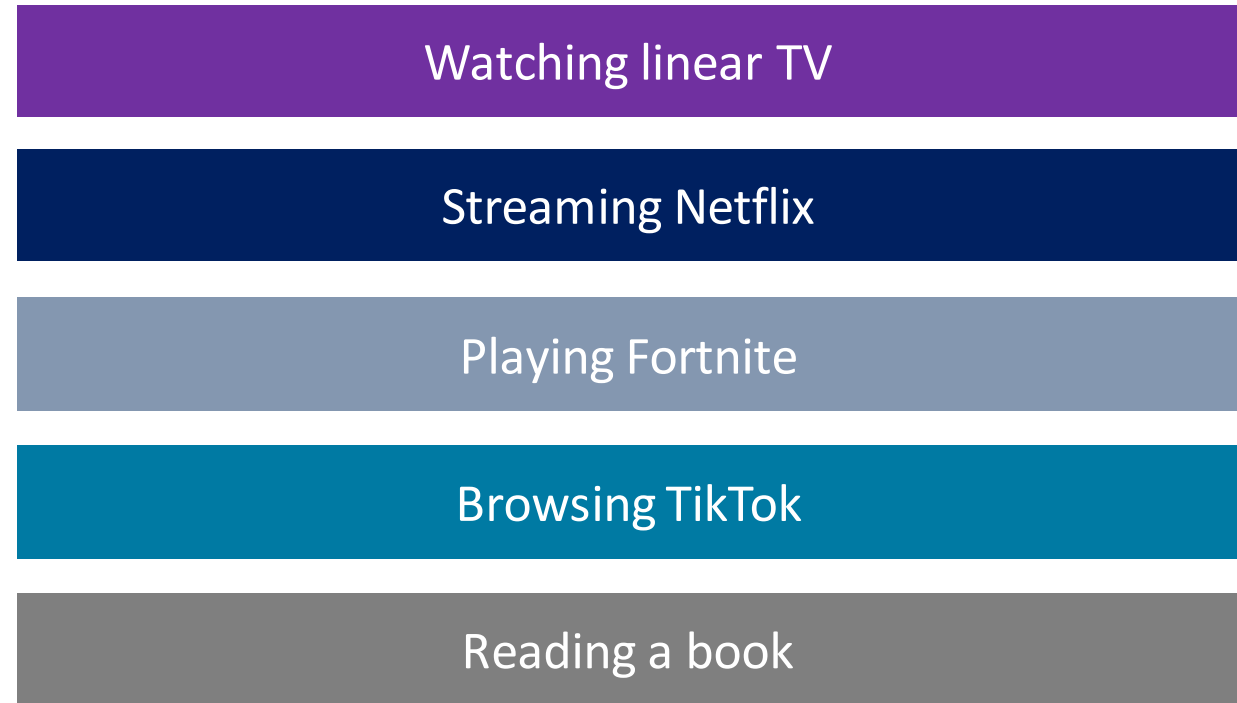 Watching linear TV
Streaming Netflix
Playing Fortnite
Browsing TikTok
Reading a book